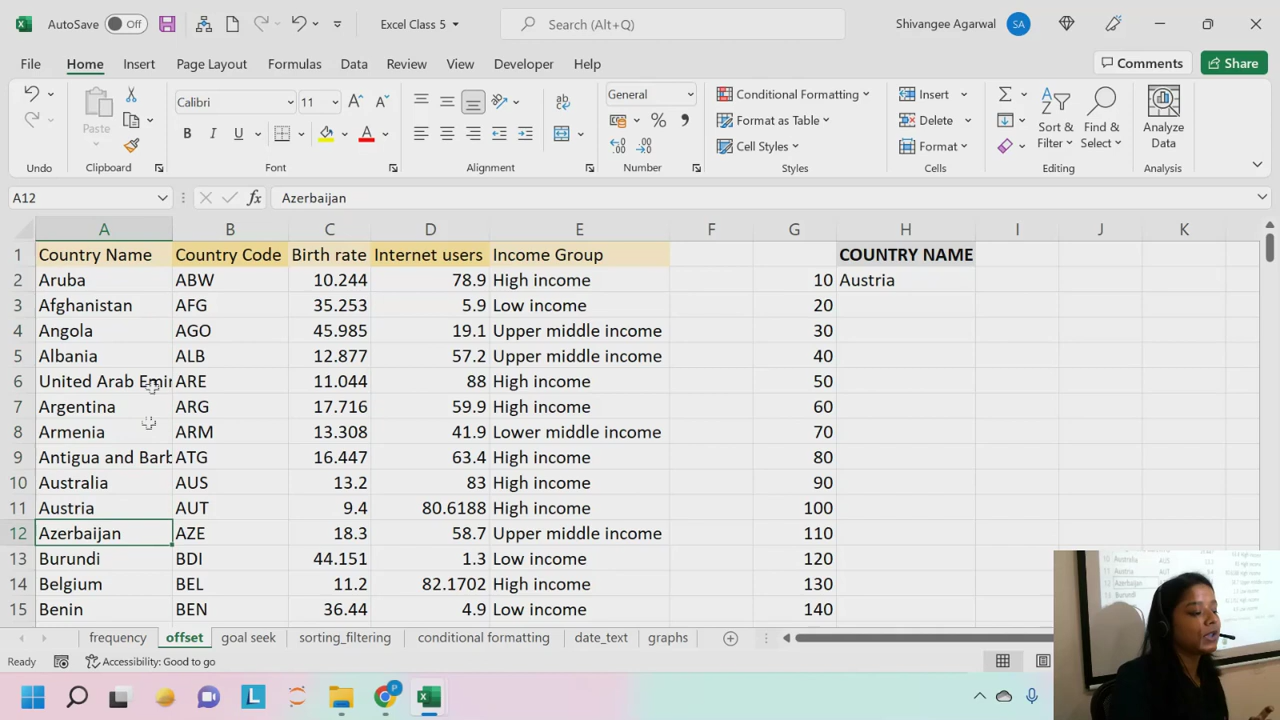 AutoSave Off Excel Class 5 Search (Alt+Q) Shivangee Agarwal SA
File Home Insert Page Layout Formulas Data Review View Developer Help Comments Share
Calibri 11 General Conditional Formatting Insert
Paste Format as Table Delete Sort & Find & Analyze
B I U A % Cell Styles Format Filter Select Data
Undo Clipboard Font Alignment Number Styles Cells Editing Analysis
A12 fx Azerbaijan
A B C D E F G H I J K
1 Country Name Country Code Birth rate Internet users Income Group COUNTRY NAME
2 Aruba ABW 10.244 78.9 High income 10 Austria
3 Afghanistan AFG 35.253 5.9 Low income 20
4 Angola AGO 45.985 19.1 Upper middle income 30
5 Albania ALB 12.877 57.2 Upper middle income 40
6 United Arab Emir ARE 11.044 88 High income 50
7 Argentina ARG 17.716 59.9 High income 60
8 Armenia ARM 13.308 41.9 Lower middle income 70
9 Antigua and Barb ATG 16.447 63.4 High income 80
10 Australia AUS 13.2 83 High income 90
11 Austria AUT 9.4 80.6188 High income 100
12 Azerbaijan AZE 18.3 58.7 Upper middle income 110
13 Burundi BDI 44.151 1.3 Low income 120
14 Belgium BEL 11.2 82.1702 High income 130
15 Benin BEN 36.44 4.9 Low income 140
frequency offset goal seek sorting_filtering conditional formatting date_text graphs
Ready Accessibility: Good to go